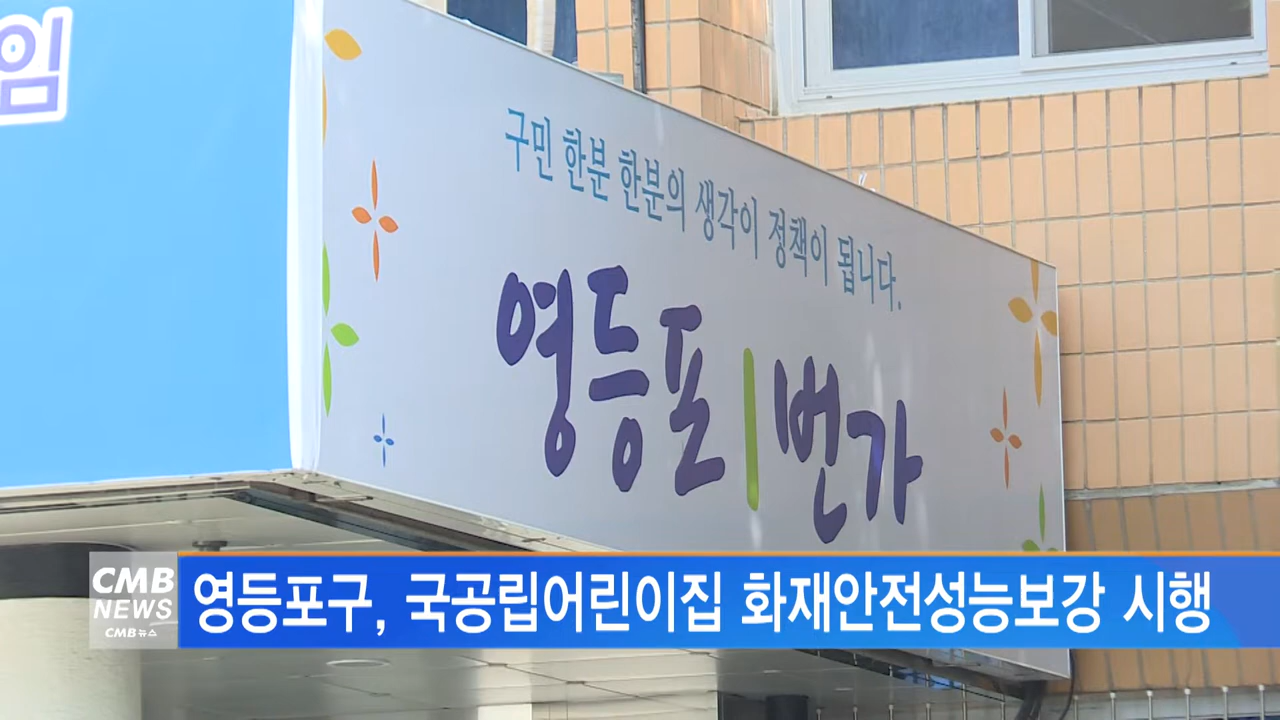 임
구민 한분 한분의 생각이 정책이 됩니다.
영등포1번가
CMB
NEWS
CMB뉴스
영등포구, 국공립어린이집 화재안전성능보강 시행